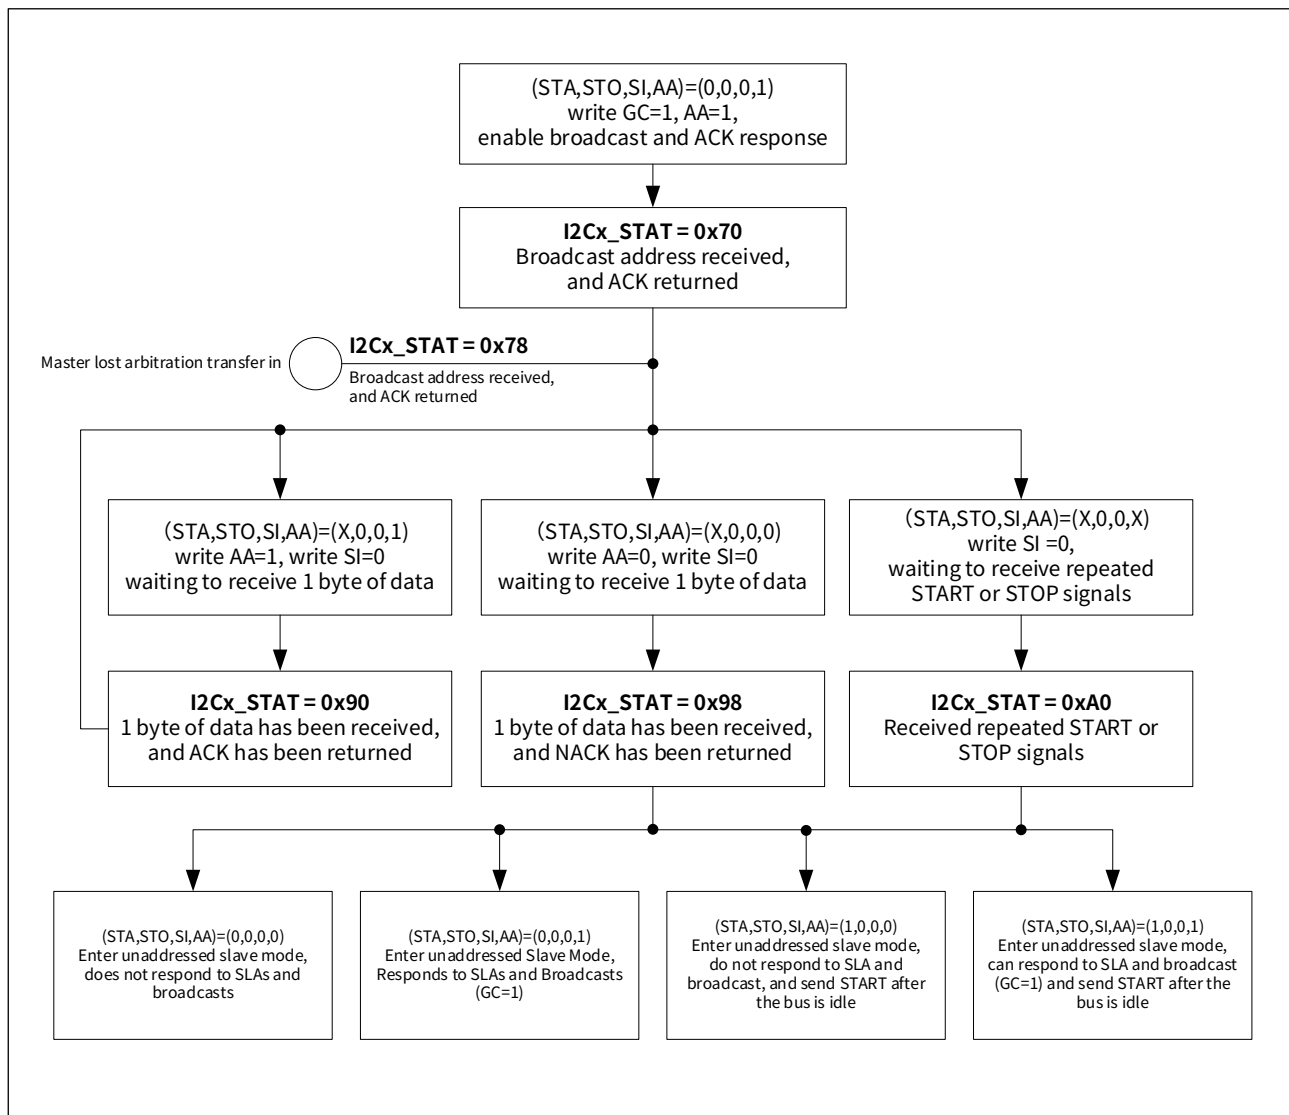 (STA,STO,SI,AA)=(0,0,0,1)
write GC=1, AA=1,
enable broadcast and ACK response
I2Cx_STAT = 0x70
Broadcast address received,
and ACK returned
Master lost arbitration transfer in
I2Cx_STAT = 0x78
Broadcast address received,
and ACK returned
(STA,STO,SI,AA)=(X,0,0,1)
write AA=1, write SI=0
waiting to receive 1 byte of data
(STA,STO,SI,AA)=(X,0,0,0)
write AA=0, write SI=0
waiting to receive 1 byte of data
(STA,STO,SI,AA)=(X,0,0,X)
write SI =0,
waiting to receive repeated
START or STOP signals
I2Cx_STAT = 0x90
1 byte of data has been received,
and ACK has been returned
I2Cx_STAT = 0x98
1 byte of data has been received,
and NACK has been returned
I2Cx_STAT = 0xA0
Received repeated START or
STOP signals
(STA,STO,SI,AA)=(0,0,0,0)
Enter unaddressed slave mode,
does not respond to SLAs and
broadcasts
(STA,STO,SI,AA)=(0,0,0,1)
Enter unaddressed Slave Mode,
Responds to SLAs and Broadcasts
(GC=1)
(STA,STO,SI,AA)=(1,0,0,0)
Enter unaddressed slave mode,
do not respond to SLA and
broadcast, and send START after
the bus is idle
(STA,STO,SI,AA)=(1,0,0,1)
Enter unaddressed slave mode,
can respond to SLA and broadcast
(GC=1) and send START after the
bus is idle